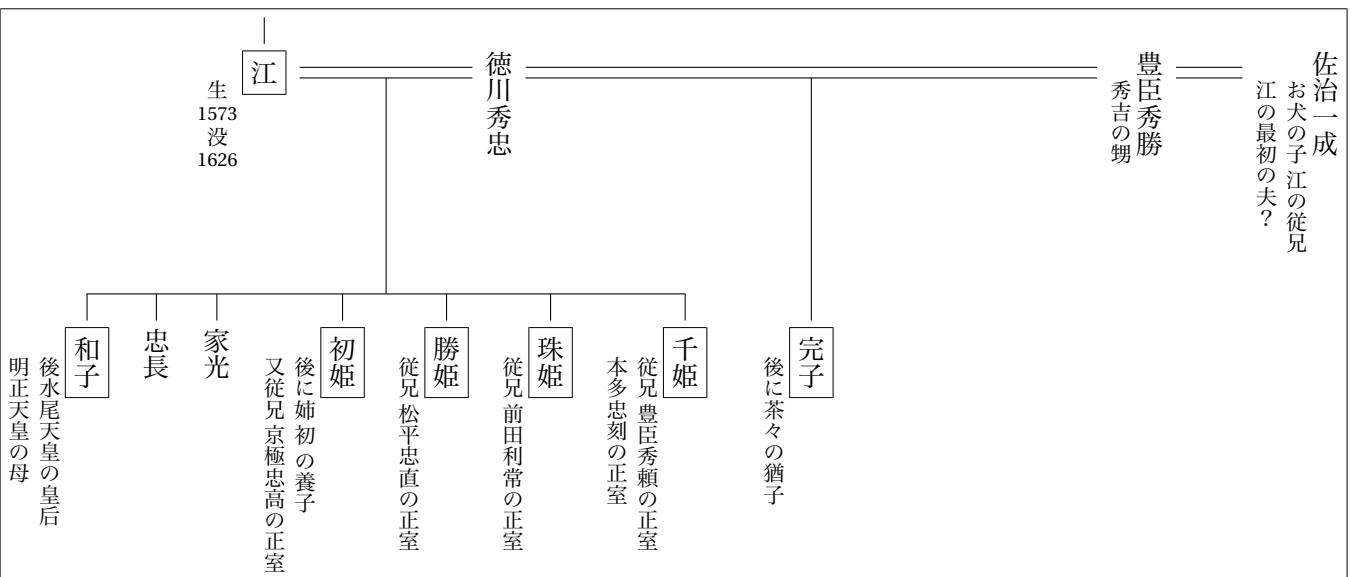 佐治一成
お犬の子 江の従兄
江の最初の夫？
豊臣秀勝
秀吉の甥
徳川秀忠
江
生
1573
没
1626
完子
後に茶々の猶子
千姫
従兄 豊臣秀頼の正室
本多忠刻の正室
珠姫
従兄 前田利常の正室
勝姫
従兄 松平忠直の正室
初姫
後に姉 初 の養子
又従兄 京極忠高の正室
家光
忠長
和子
後水尾天皇の皇后
明正天皇の母